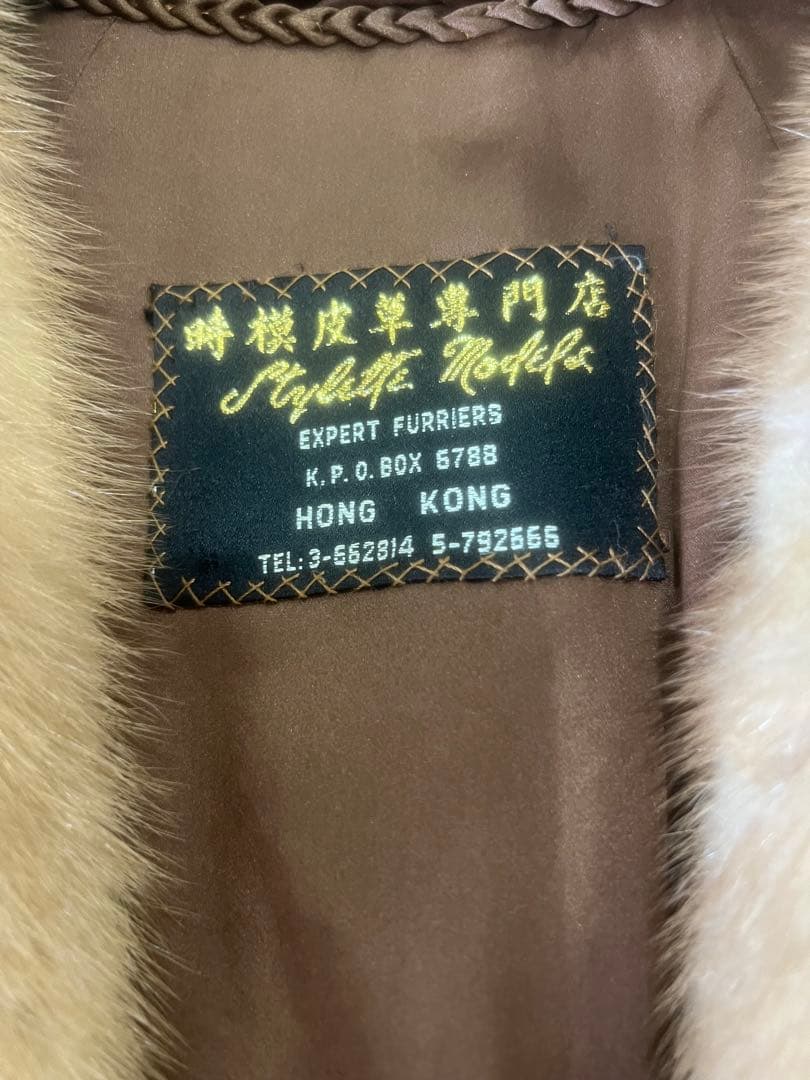 時模皮草專門店
Stylette Models
EXPERT FURRIERS
K.P.O.BOX 6788
HONG KONG
TEL:3-662814 5-792666